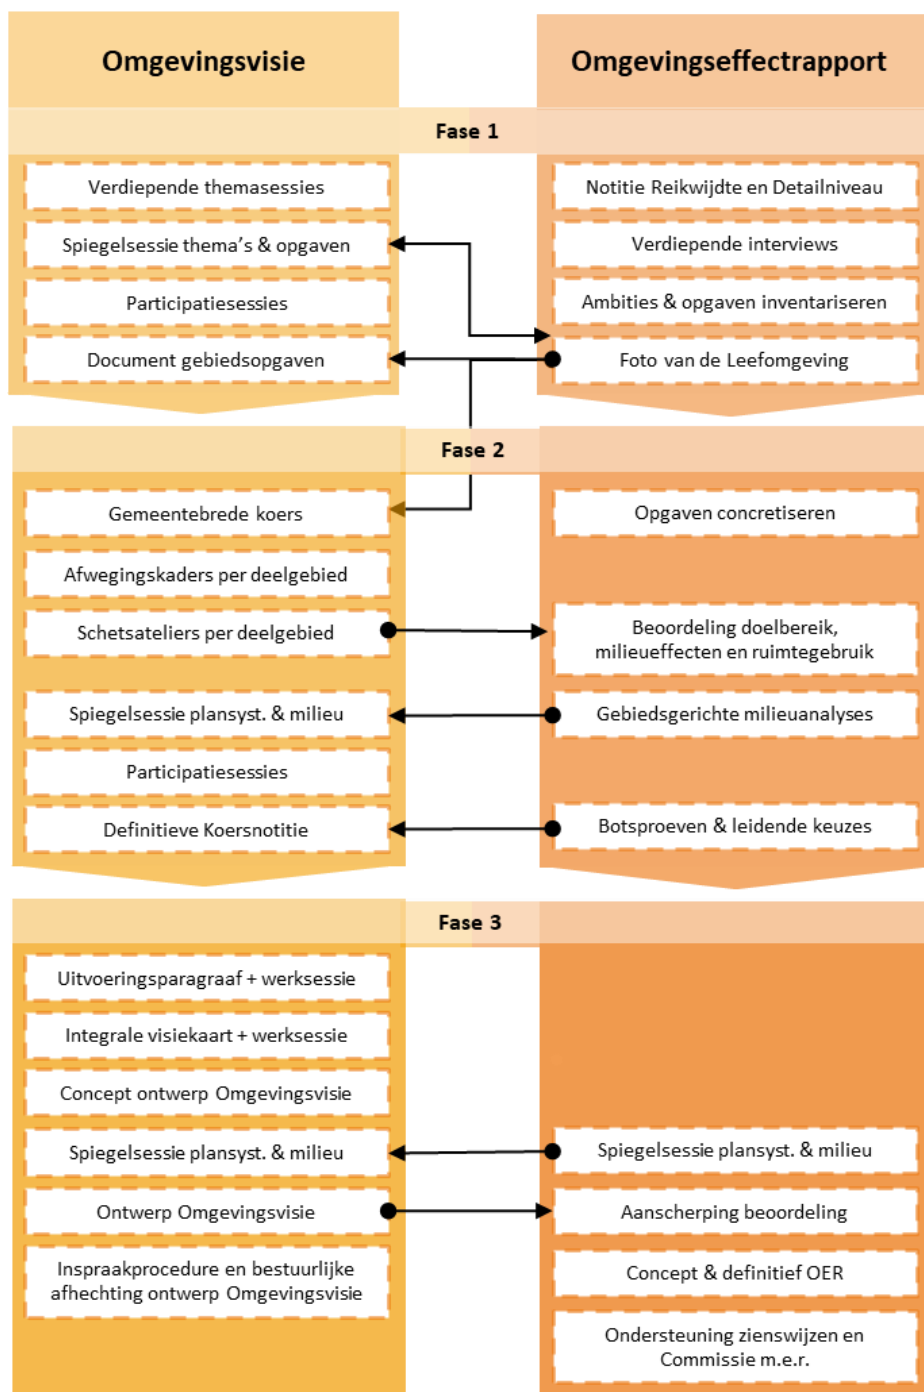 Omgevingsvisie
Omgevingseffectrapport
Fase 1
Verdiepende themasessies
Spiegelsessie thema's & opgaven
Participatiesessies
Document gebiedsopgaven
Notitie Reikwijdte en Detailniveau
Verdiepende interviews
Ambities & opgaven inventariseren
Foto van de Leefomgeving
Fase 2
Gemeentebrede koers
Afwegingskaders per deelgebied
Schetsateliers per deelgebied
Spiegelsessie plansyst. & milieu
Participatiesessies
Definitieve Koersnotitie
Opgaven concretiseren
Beoordeling doelbereik,
milieueffecten en ruimtegebruik
Gebiedsgerichte milieuanalyses
Botsproeven & leidende keuzes
Fase 3
Uitvoeringsparagraaf + werksessie
Integrale visiekaart + werksessie
Concept ontwerp Omgevingsvisie
Spiegelsessie plansyst. & milieu
Ontwerp Omgevingsvisie
Inspraakprocedure en bestuurlijke
afhechting ontwerp Omgevingsvisie
Spiegelsessie plansyst. & milieu
Aanscherping beoordeling
Concept & definitief OER
Ondersteuning zienswijzen en
Commissie m.e.r.